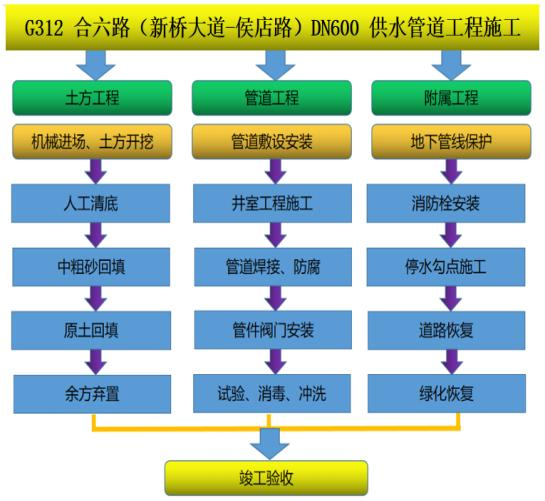 G312 合六路（新桥大道-侯店路）DN600 供水管道工程施工
土方工程
管道工程
附属工程
机械进场、土方开挖
管道敷设安装
地下管线保护
人工清底
井室工程施工
消防栓安装
中粗砂回填
管道焊接、防腐
停水勾点施工
原土回填
管件阀门安装
道路恢复
余方弃置
试验、消毒、冲洗
绿化恢复
竣工验收